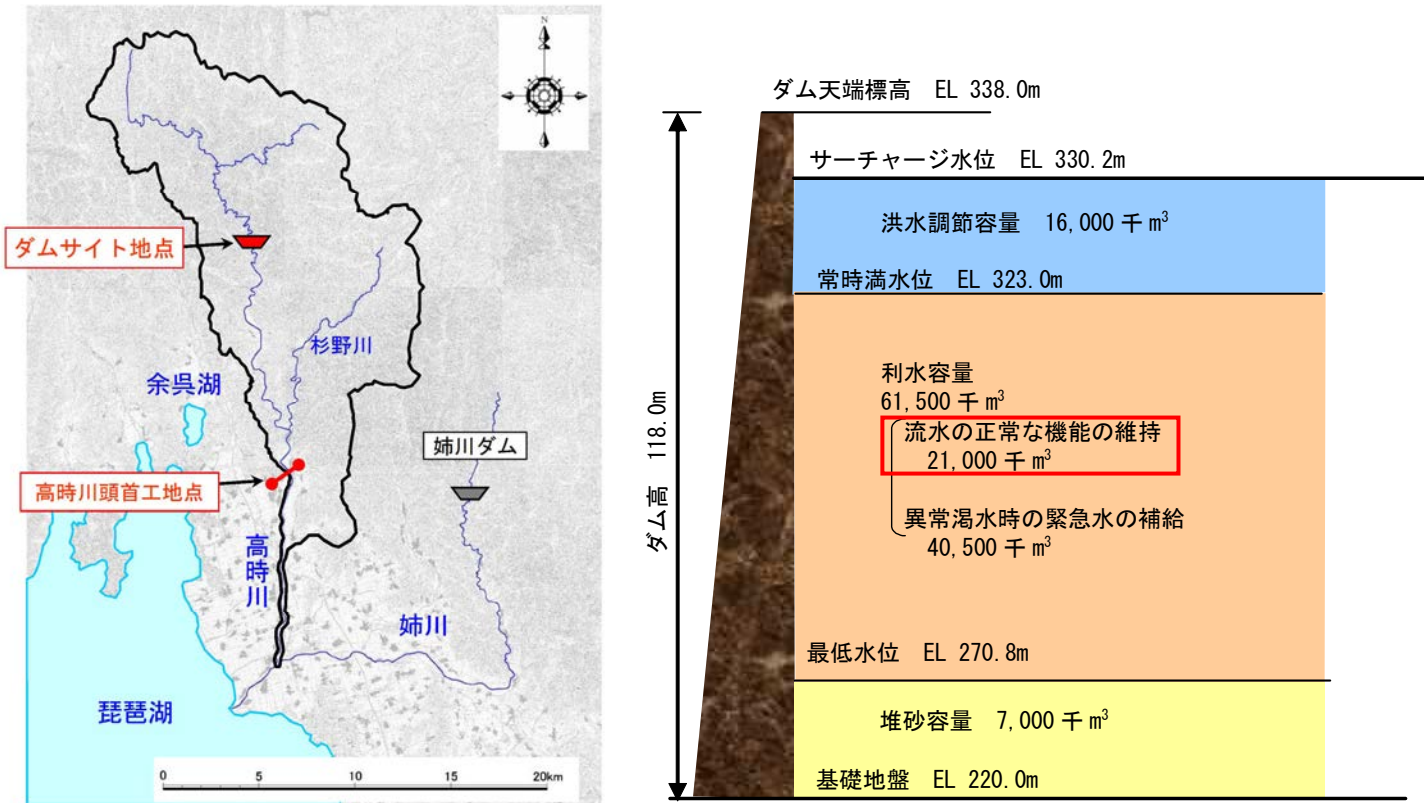 N
ダムサイト地点
杉野川
余呉湖
姉川ダム
高時川頭首工地点
高時川
姉川
琵琶湖
0 5 10 15 20km
ダム天端標高 EL 338.0m
サーチャージ水位 EL 330.2m
洪水調節容量 16,000 千 m³
常時満水位 EL 323.0m
利水容量
61,500 千 m³
流水の正常な機能の維持
21,000 千 m³
異常渇水時の緊急水の補給
40,500 千 m³
ダム高 118.0m
最低水位 EL 270.8m
堆砂容量 7,000 千 m³
基礎地盤 EL 220.0m